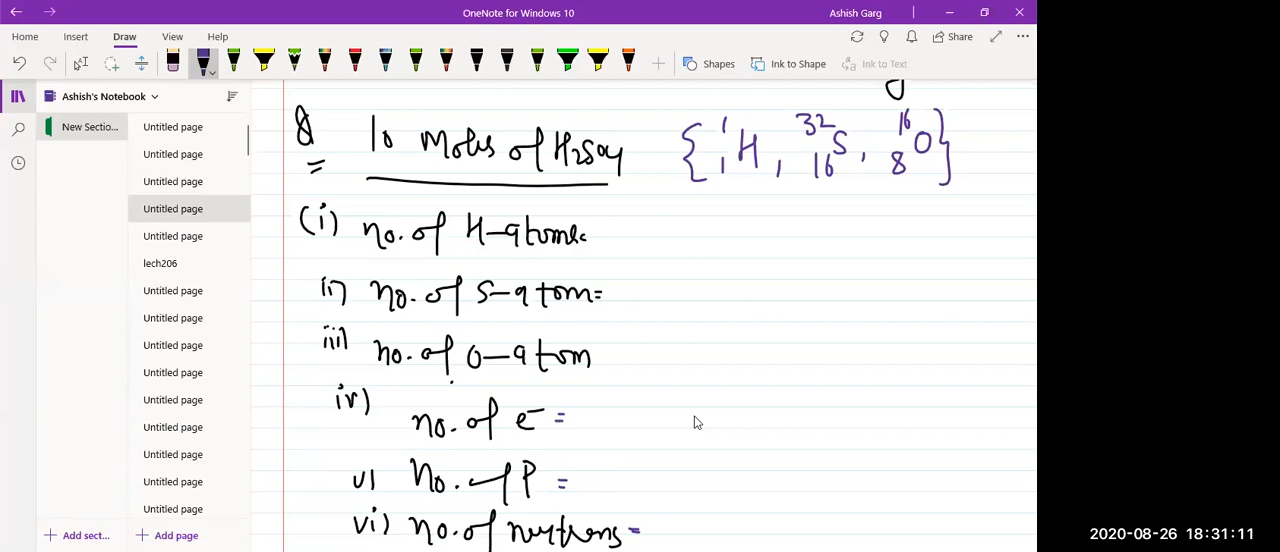 OneNote for Windows 10
Ashish Garg
Home Insert Draw View Help
Share
Shapes Ink to Shape Ink to Text
Ashish's Notebook
New Sectio...
Untitled page
Untitled page
Untitled page
Untitled page
Untitled page
lech206
Untitled page
Untitled page
Untitled page
Untitled page
Untitled page
Untitled page
Untitled page
Untitled page
Untitled page
Add sect...
Add page
Q 10 Moles of H2SO4 { 1 1 H, 32 16 S, 16 8 O }
(i) no. of H-atoms
ii) no. of S-atom=
iii) no. of O-atom
iv) no. of e- =
v) No. of P =
vi) no. of neytrons =
2020-08-26 18:31:11